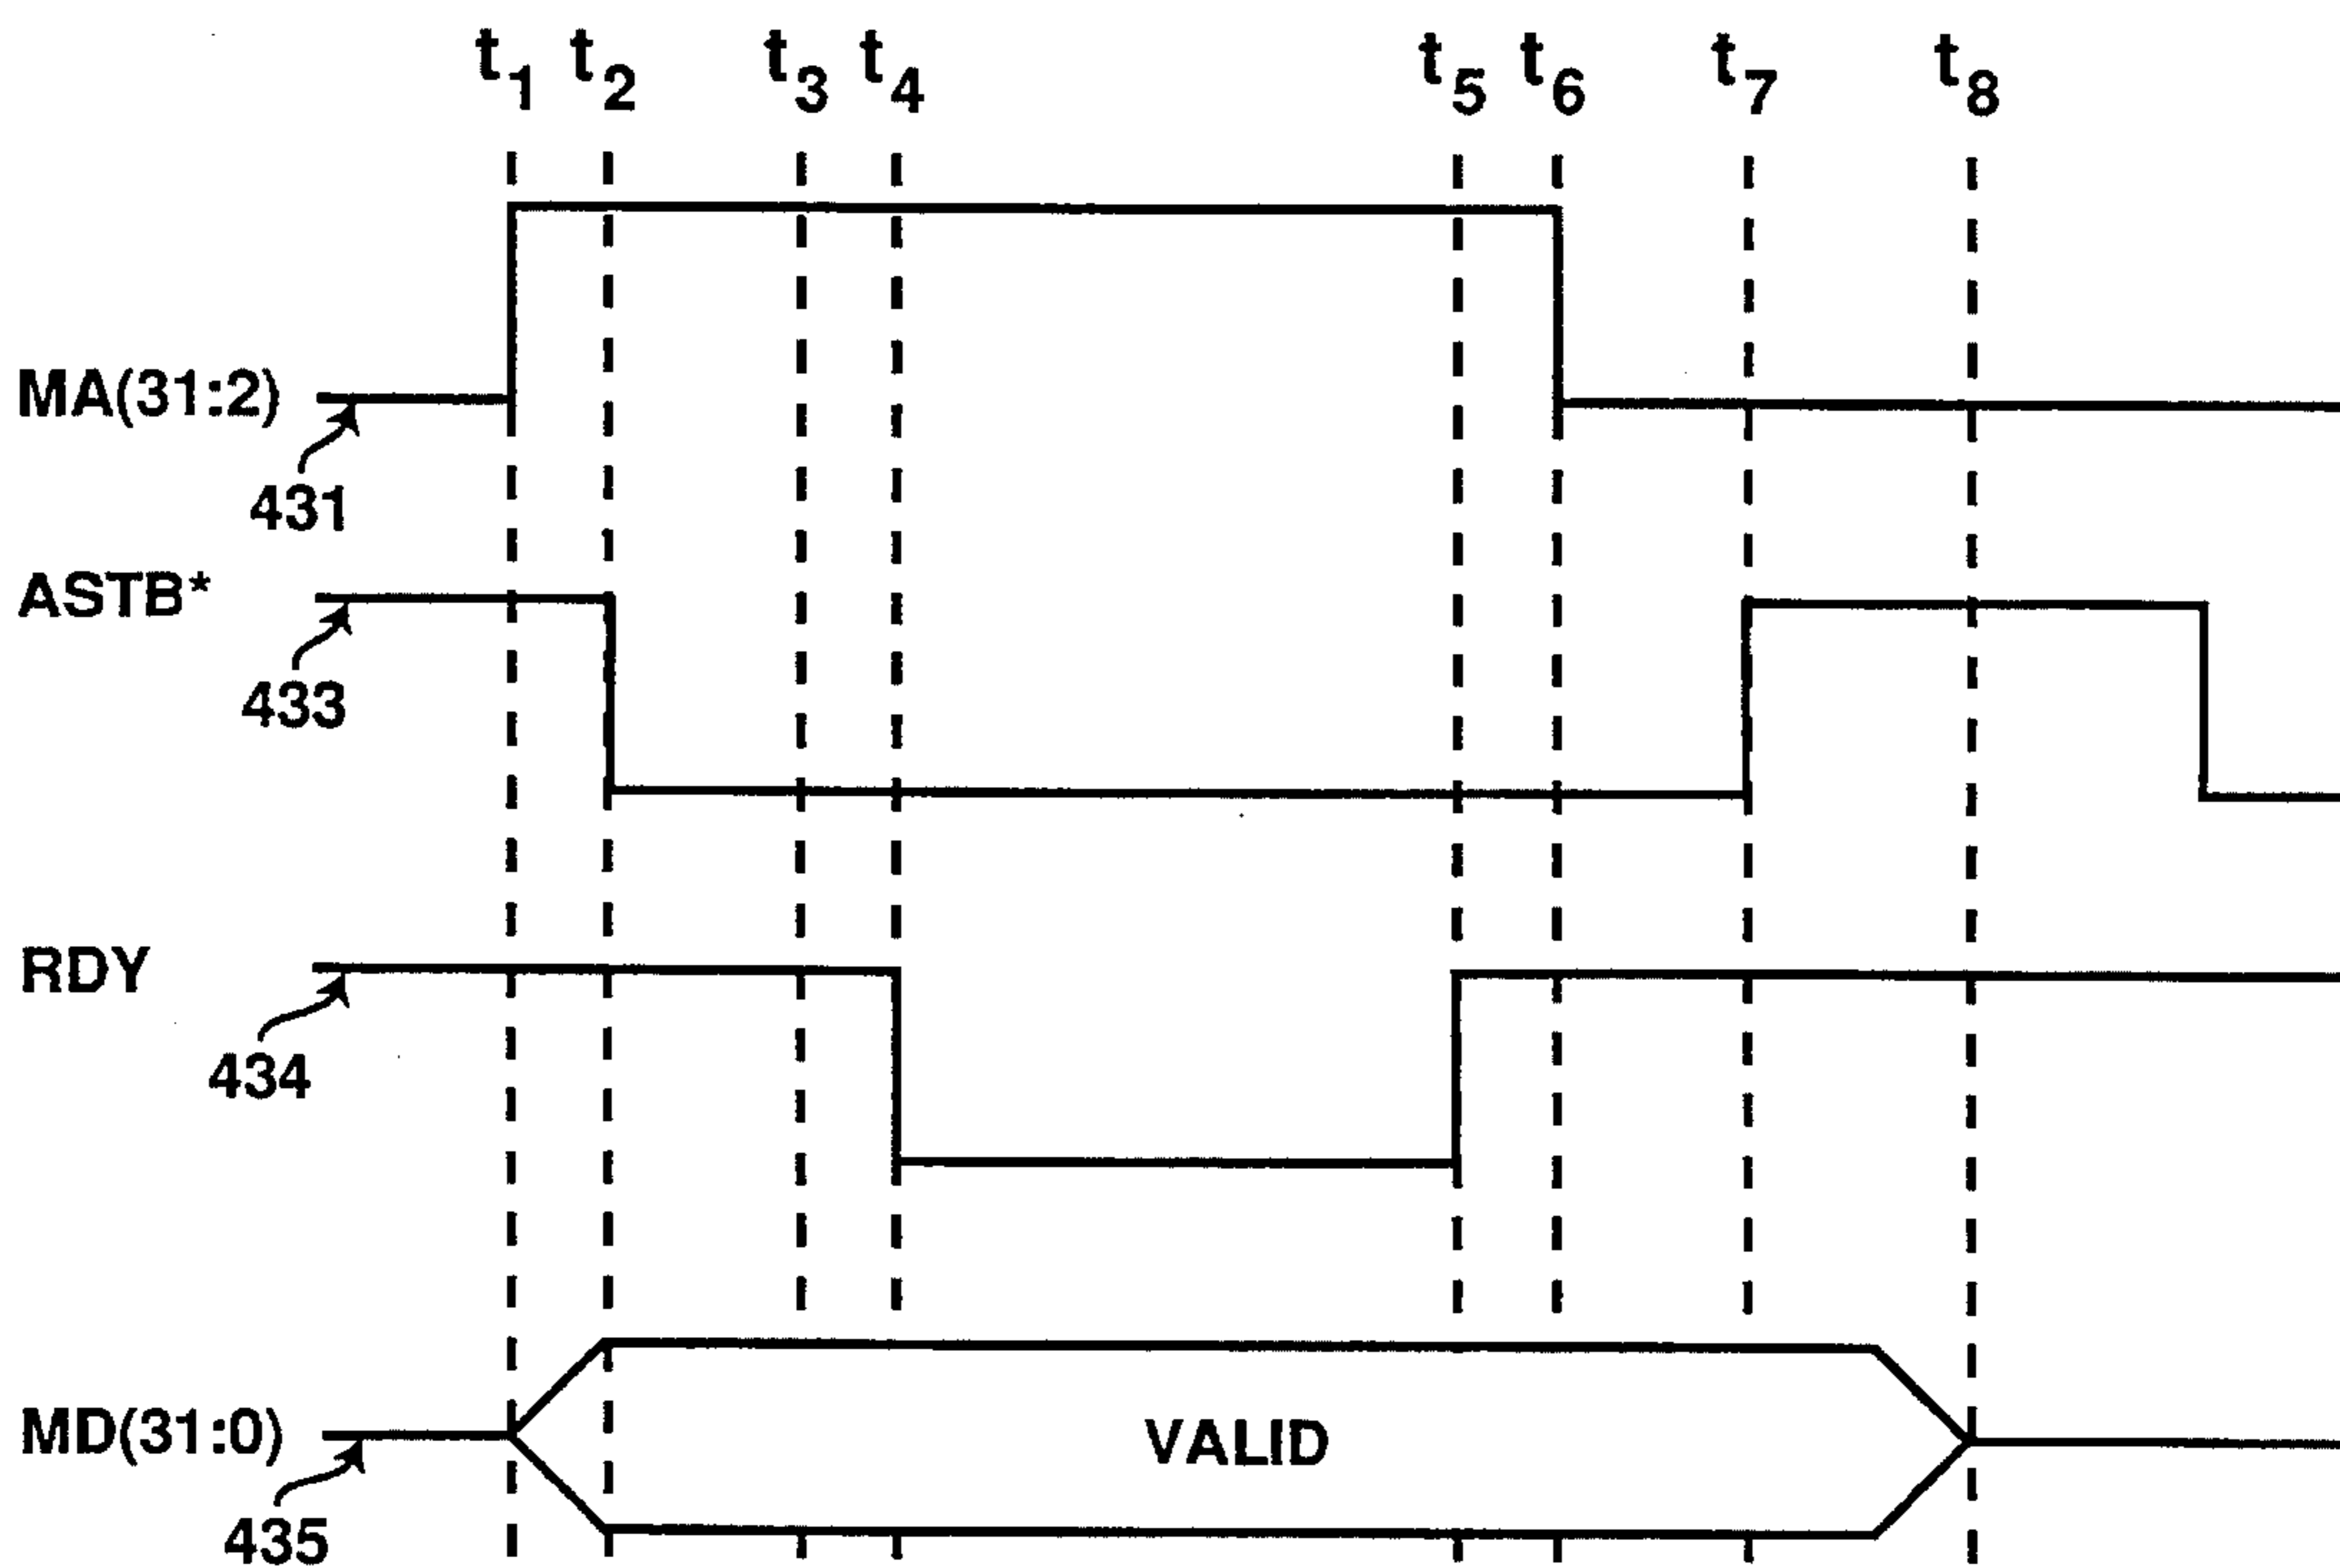 t1 t2 t3 t4 t5 t6 t7 t8
MA(31:2)
431
ASTB*
433
RDY
434
MD(31:0)
VALID
435